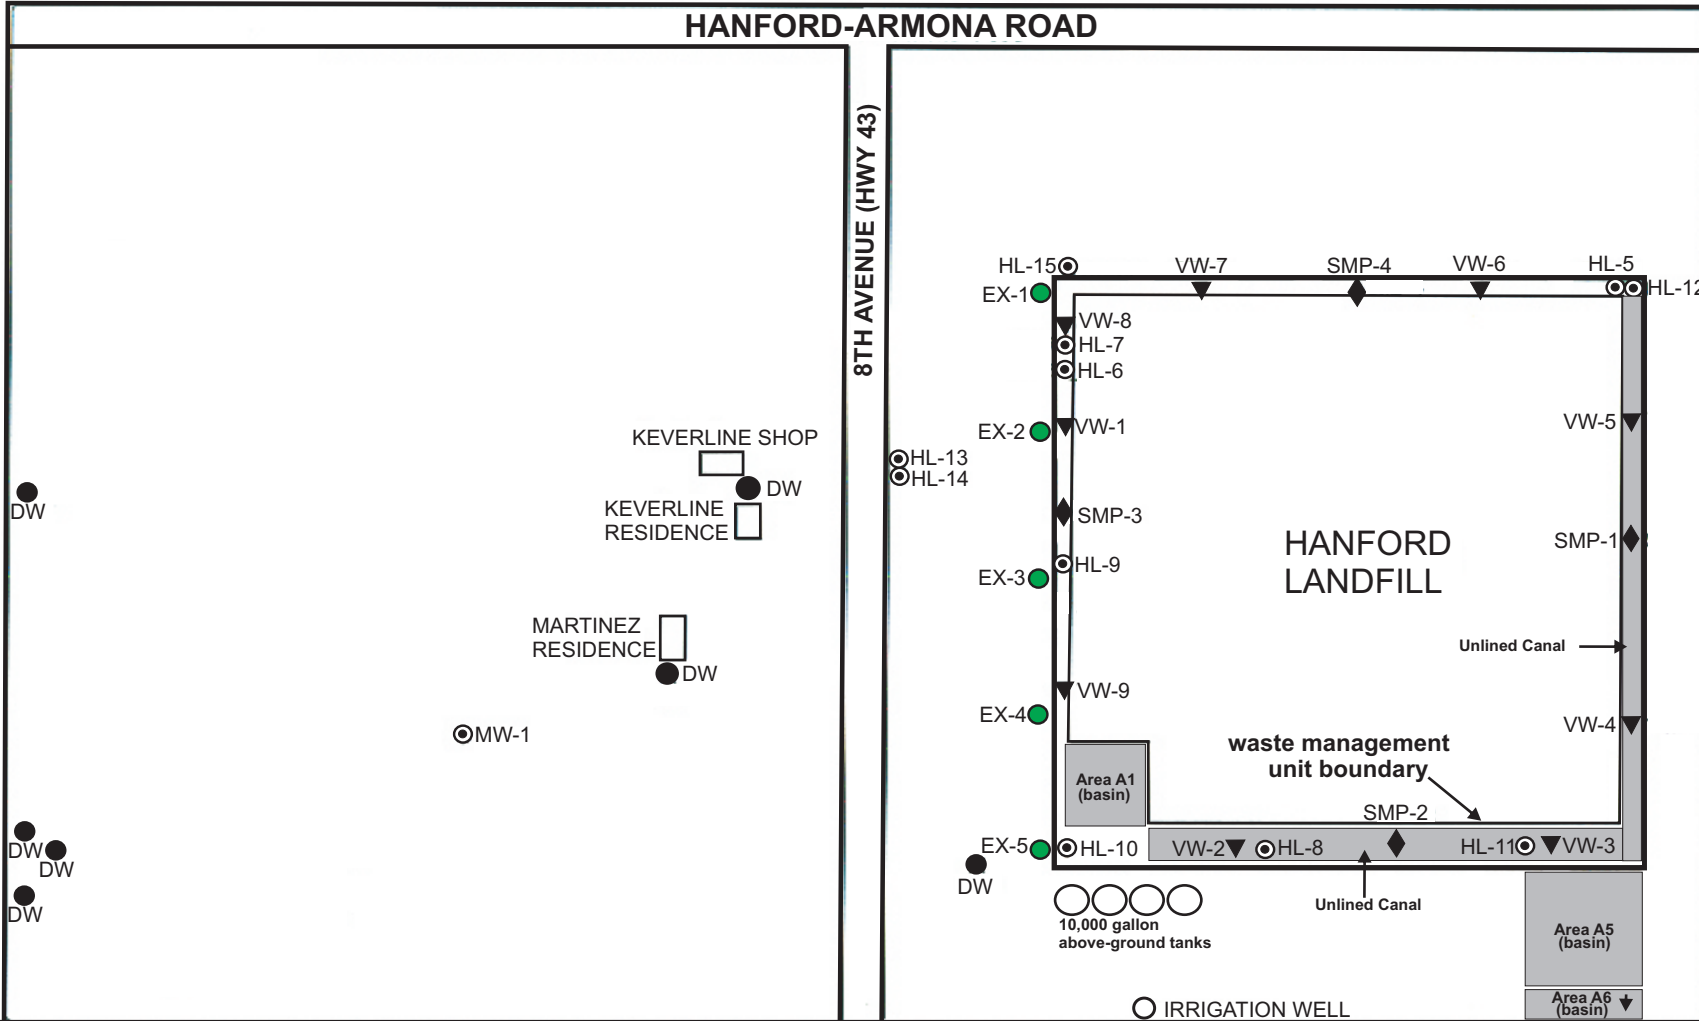 HANFORD-ARMONA ROAD
8TH AVENUE (HWY 43)
HL-15
VW-7
SMP-4
VW-6
HL-5
EX-1
HL-12
VW-8
HL-7
HL-6
EX-2
VW-1
VW-5
KEVERLINE SHOP
HL-13
HL-14
DW
DW
KEVERLINE
RESIDENCE
SMP-3
HANFORD
LANDFILL
SMP-1
EX-3
HL-9
MARTINEZ
RESIDENCE
DW
Unlined Canal
VW-9
EX-4
MW-1
VW-4
waste management
unit boundary
Area A1
(basin)
SMP-2
EX-5
HL-10
VW-2
HL-8
HL-11
VW-3
DW
DW
DW
DW
Unlined Canal
10,000 gallon
above-ground tanks
Area A5
(basin)
Area A6
(basin)
IRRIGATION WELL